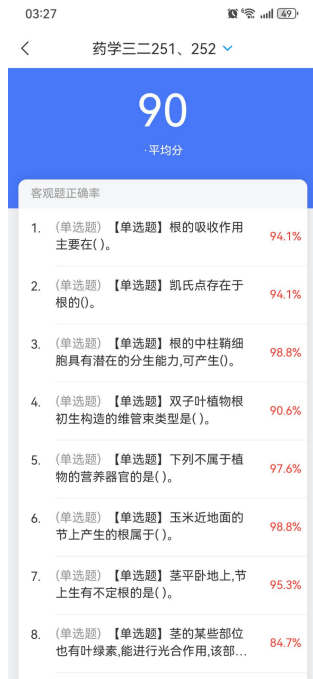 03:27
49
药学三二251、252
90
·平均分
客观题正确率
1. (单选题) 【单选题】根的吸收作用
主要在( )。
94.1%
2. (单选题) 【单选题】凯氏点存在于
根的()。
94.1%
3. (单选题) 【单选题】根的中柱鞘细
胞具有潜在的分生能力,可产生()。
98.8%
4. (单选题) 【单选题】双子叶植物根
初生构造的维管束类型是( )。
90.6%
5. (单选题) 【单选题】下列不属于植
物的营养器官的是( )。
97.6%
6. (单选题) 【单选题】玉米近地面的
节上产生的根属于( )。
98.8%
7. (单选题) 【单选题】茎平卧地上,节
上生有不定根的是( )。
95.3%
8. (单选题) 【单选题】茎的某些部位
也有叶绿素,能进行光合作用,该部...
84.7%